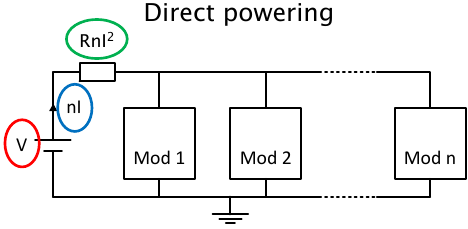 Direct powering
RnI²
nI
V
Mod 1
Mod 2
Mod n